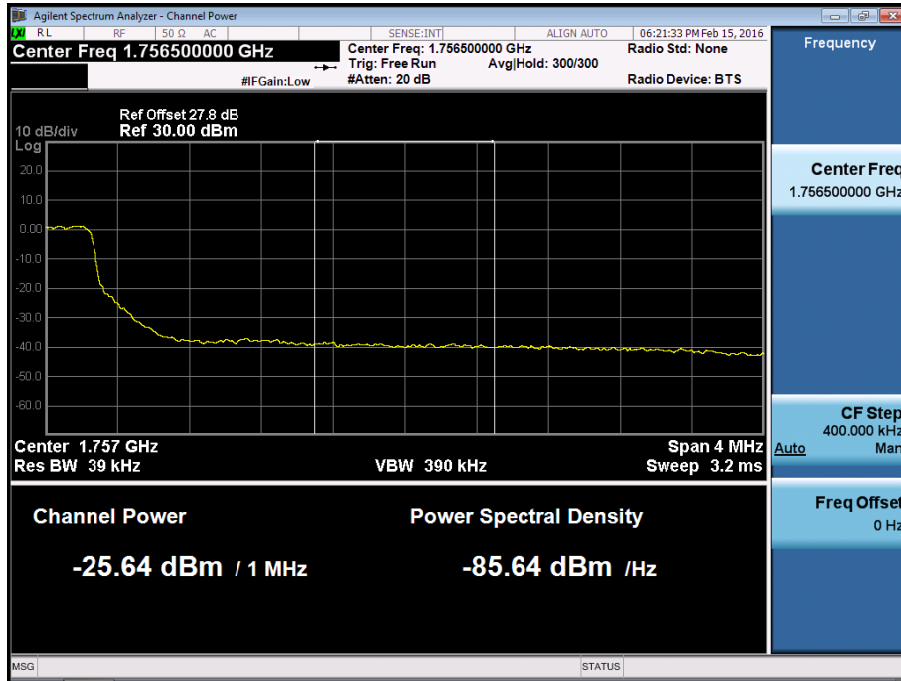 Agilent Spectrum Analyzer - Channel Power
LXI RL RF 50 Ω AC SENSE:INT ALIGN AUTO 06:21:33 PM Feb 15, 2016
Center Freq 1.756500000 GHz
Center Freq: 1.756500000 GHz
Radio Std: None
Trig: Free Run Avg|Hold: 300/300
#IFGain:Low
#Atten: 20 dB
Radio Device: BTS
Ref Offset 27.8 dB
10 dB/div Ref 30.00 dBm
Log
20.0
10.0
0.00
-10.0
-20.0
-30.0
-40.0
-50.0
-60.0
Center 1.757 GHz
Span 4 MHz
Res BW 39 kHz
VBW 390 kHz
Sweep 3.2 ms
Channel Power
Power Spectral Density
-25.64 dBm / 1 MHz
-85.64 dBm /Hz
MSG
STATUS
Frequency
Center Freq
1.756500000 GHz
CF Step
400.000 kHz
Auto Man
Freq Offset
0 Hz